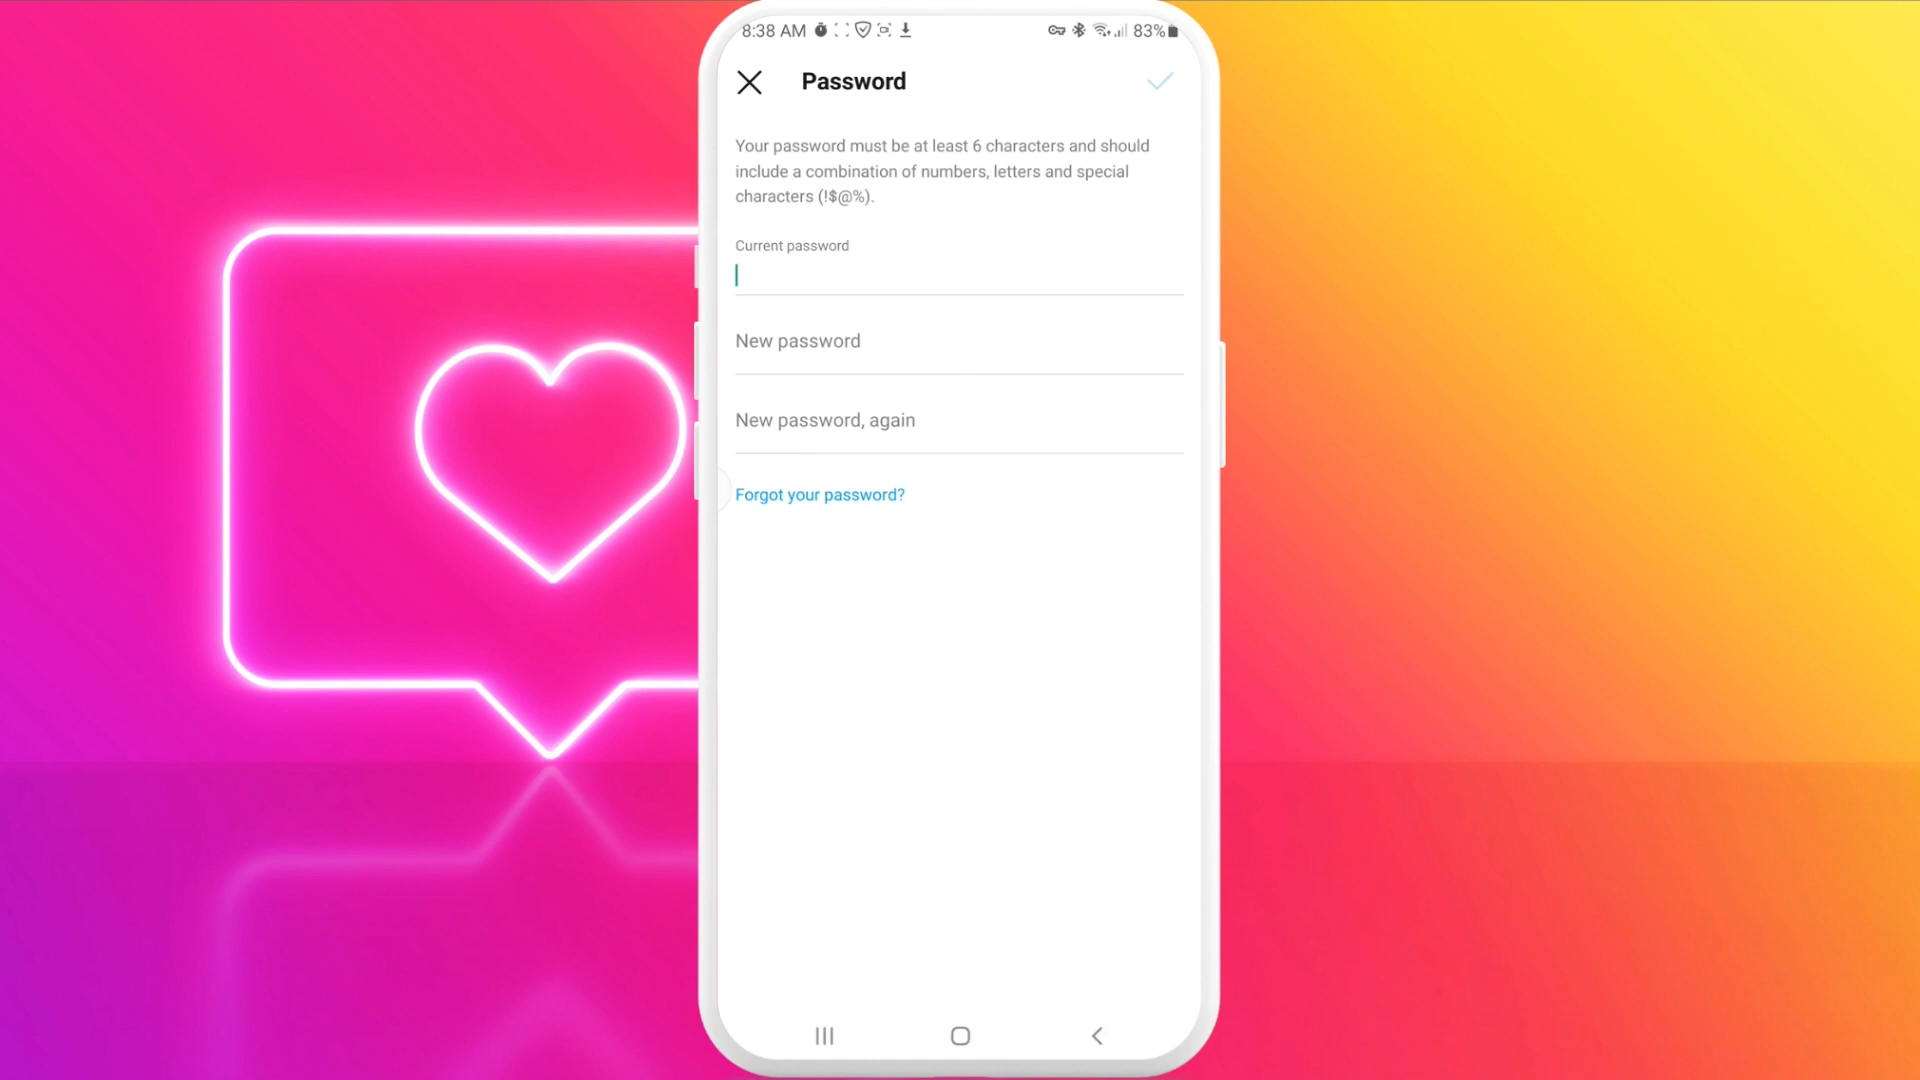 8:38 AM 83%
Password
Your password must be at least 6 characters and should
include a combination of numbers, letters and special
characters (!$@%).
Current password
New password
New password, again
Forgot your password?